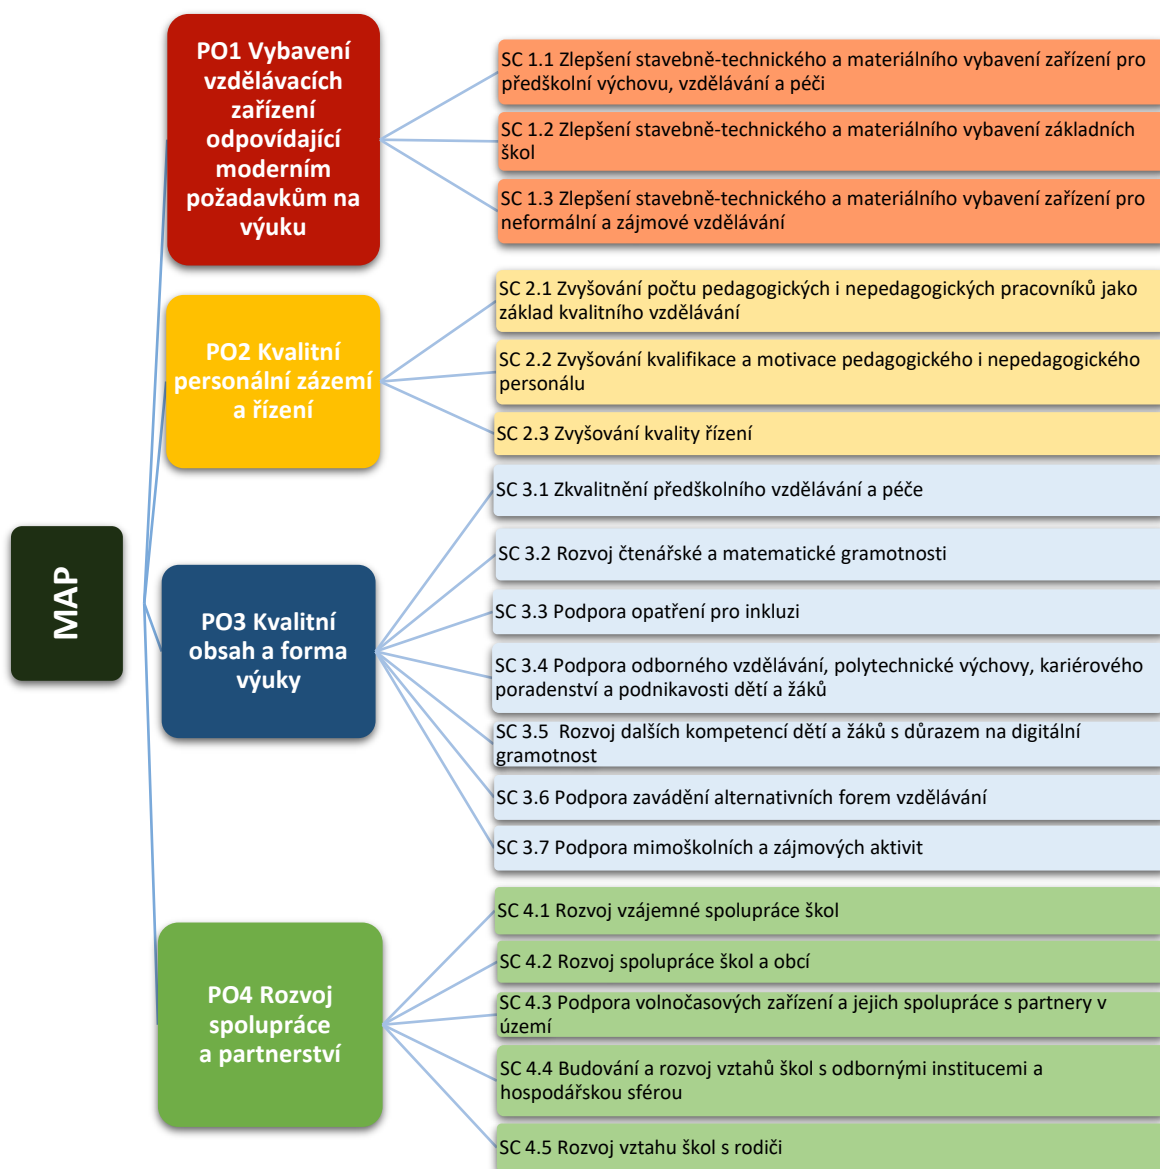 MAP
PO1 Vybavení
vzdělávacích
zařízení
odpovídající
moderním
požadavkům na
výuku
SC 1.1 Zlepšení stavebně-technického a materiálního vybavení zařízení pro
předškolní výchovu, vzdělávání a péči
SC 1.2 Zlepšení stavebně-technického a materiálního vybavení základních
škol
SC 1.3 Zlepšení stavebně-technického a materiálního vybavení zařízení pro
neformální a zájmové vzdělávání
PO2 Kvalitní
personální zázemí
a řízení
SC 2.1 Zvyšování počtu pedagogických i nepedagogických pracovníků jako
základ kvalitního vzdělávání
SC 2.2 Zvyšování kvalifikace a motivace pedagogického i nepedagogického
personálu
SC 2.3 Zvyšování kvality řízení
PO3 Kvalitní
obsah a forma
výuky
SC 3.1 Zkvalitnění předškolního vzdělávání a péče
SC 3.2 Rozvoj čtenářské a matematické gramotnosti
SC 3.3 Podpora opatření pro inkluzi
SC 3.4 Podpora odborného vzdělávání, polytechnické výchovy, kariérového
poradenství a podnikavosti dětí a žáků
SC 3.5  Rozvoj dalších kompetencí dětí a žáků s důrazem na digitální
gramotnost
SC 3.6 Podpora zavádění alternativních forem vzdělávání
SC 3.7 Podpora mimoškolních a zájmových aktivit
PO4 Rozvoj
spolupráce
a partnerství
SC 4.1 Rozvoj vzájemné spolupráce škol
SC 4.2 Rozvoj spolupráce škol a obcí
SC 4.3 Podpora volnočasových zařízení a jejich spolupráce s partnery v
území
SC 4.4 Budování a rozvoj vztahů škol s odbornými institucemi a
hospodářskou sférou
SC 4.5 Rozvoj vztahu škol s rodiči